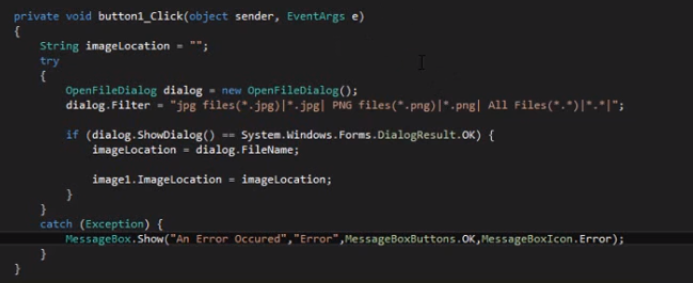 private void button1_Click(object sender, EventArgs e)
{
String imageLocation = "";
try
{
OpenFileDialog dialog = new OpenFileDialog();
dialog.Filter = "jpg files(*.jpg)|*.jpg| PNG files(*.png)|*.png| All Files(*.*)|*.*|";
if (dialog.ShowDialog() == System.Windows.Forms.DialogResult.OK) {
imageLocation = dialog.FileName;
image1.ImageLocation = imageLocation;
}
}
catch (Exception) {
MessageBox.Show("An Error Occured","Error",MessageBoxButtons.OK,MessageBoxIcon.Error);
}
}